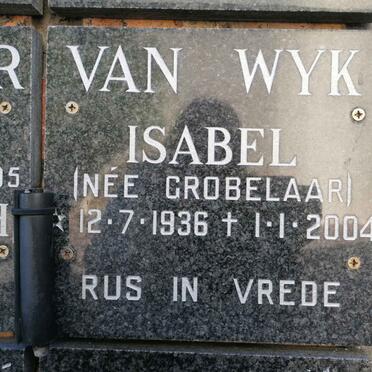 VAN WYK
ISABEL
(NÉE GROBELAAR)
* 12·7·1936 † 1·1·2004
RUS IN VREDE